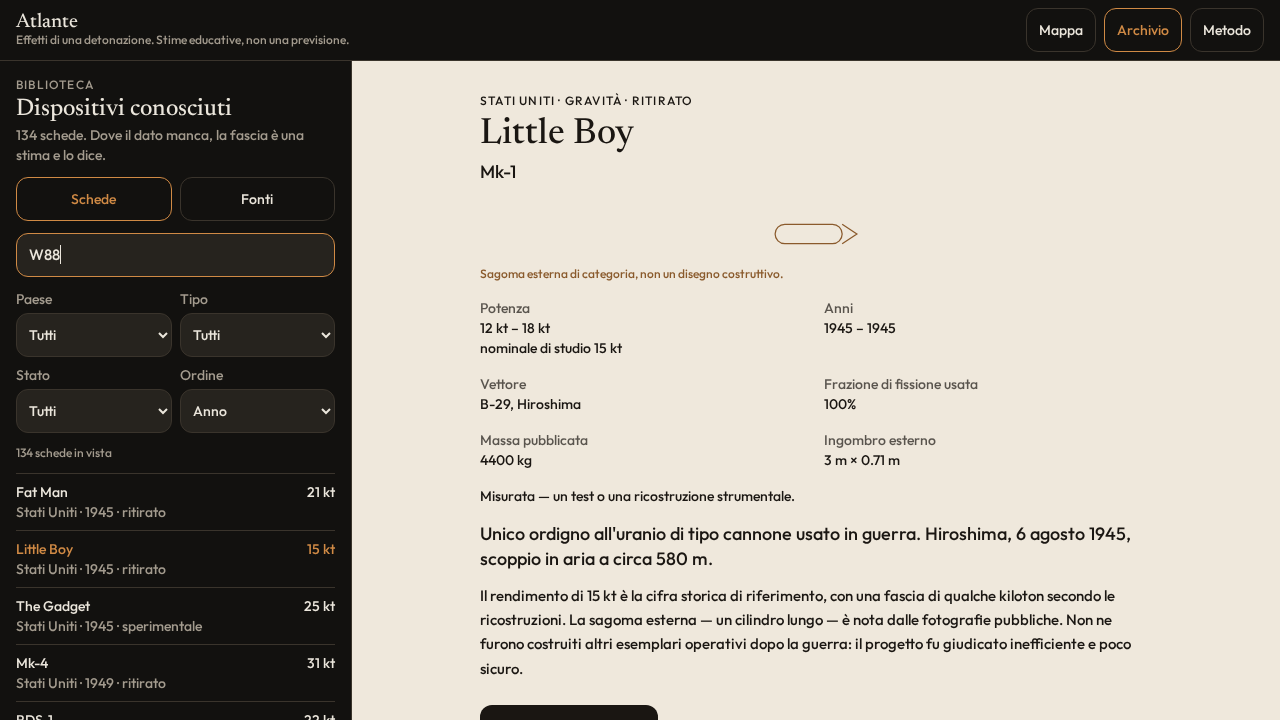 Atlante
Effetti di una detonazione. Stime educative, non una previsione.
Mappa
Archivio
Metodo
BIBLIOTECA
Dispositivi conosciuti
134 schede. Dove il dato manca, la fascia è una
stima e lo dice.
Schede
Fonti
W88
Paese
Tipo
Tutti
Tutti
Stato
Ordine
Tutti
Anno
134 schede in vista
Fat Man
21 kt
Stati Uniti · 1945 · ritirato
Little Boy
15 kt
Stati Uniti · 1945 · ritirato
The Gadget
25 kt
Stati Uniti · 1945 · sperimentale
Mk-4
31 kt
Stati Uniti · 1949 · ritirato
RDS-1
22 kt
STATI UNITI · GRAVITÀ · RITIRATO
Little Boy
Mk-1
Sagoma esterna di categoria, non un disegno costruttivo.
Potenza
12 kt – 18 kt
nominale di studio 15 kt
Anni
1945 – 1945
Vettore
B-29, Hiroshima
Frazione di fissione usata
100%
Massa pubblicata
4400 kg
Ingombro esterno
3 m × 0.71 m
Misurata — un test o una ricostruzione strumentale.
Unico ordigno all'uranio di tipo cannone usato in guerra. Hiroshima, 6 agosto 1945,
scoppio in aria a circa 580 m.
Il rendimento di 15 kt è la cifra storica di riferimento, con una fascia di qualche kiloton secondo le
ricostruzioni. La sagoma esterna — un cilindro lungo — è nota dalle fotografie pubbliche. Non ne
furono costruiti altri esemplari operativi dopo la guerra: il progetto fu giudicato inefficiente e poco
sicuro.